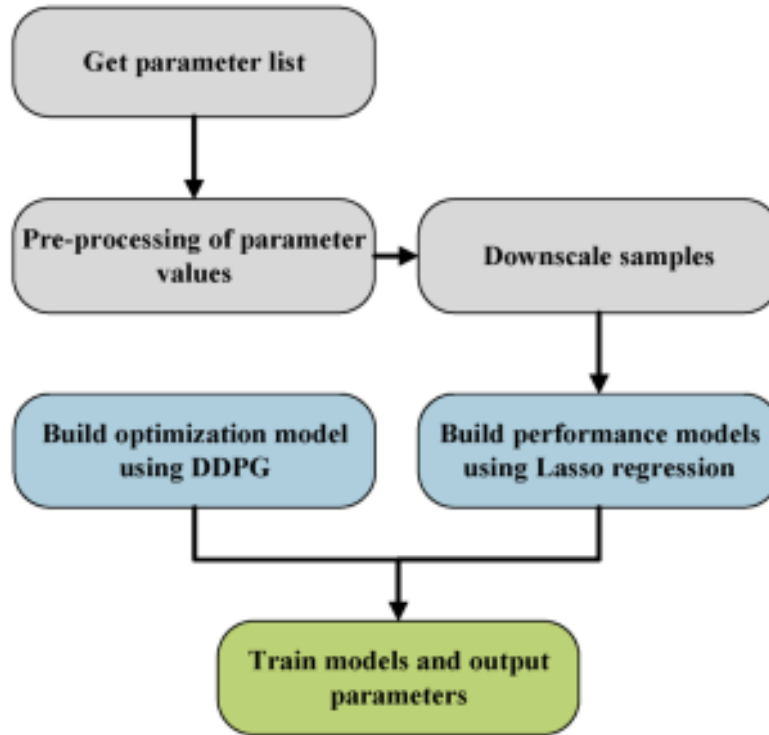 Get parameter list
Pre-processing of parameter
values
Downscale samples
Build optimization model
using DDPG
Build performance models
using Lasso regression
Train models and output
parameters